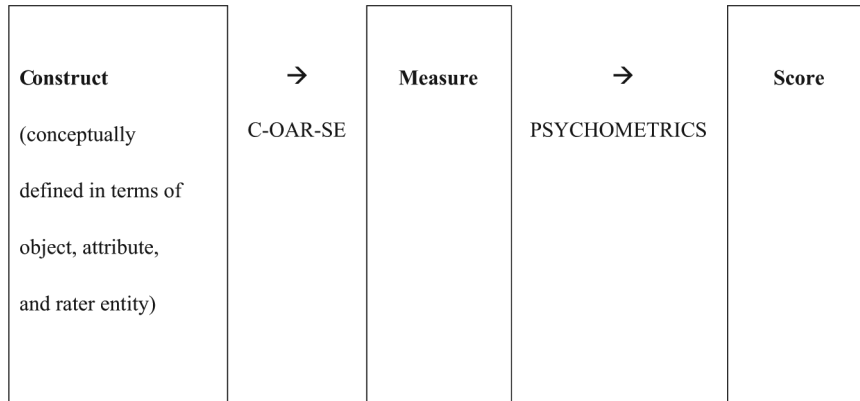 Construct → Measure → Score
(conceptually C-OAR-SE PSYCHOMETRICS
defined in terms of
object, attribute,
and rater entity)